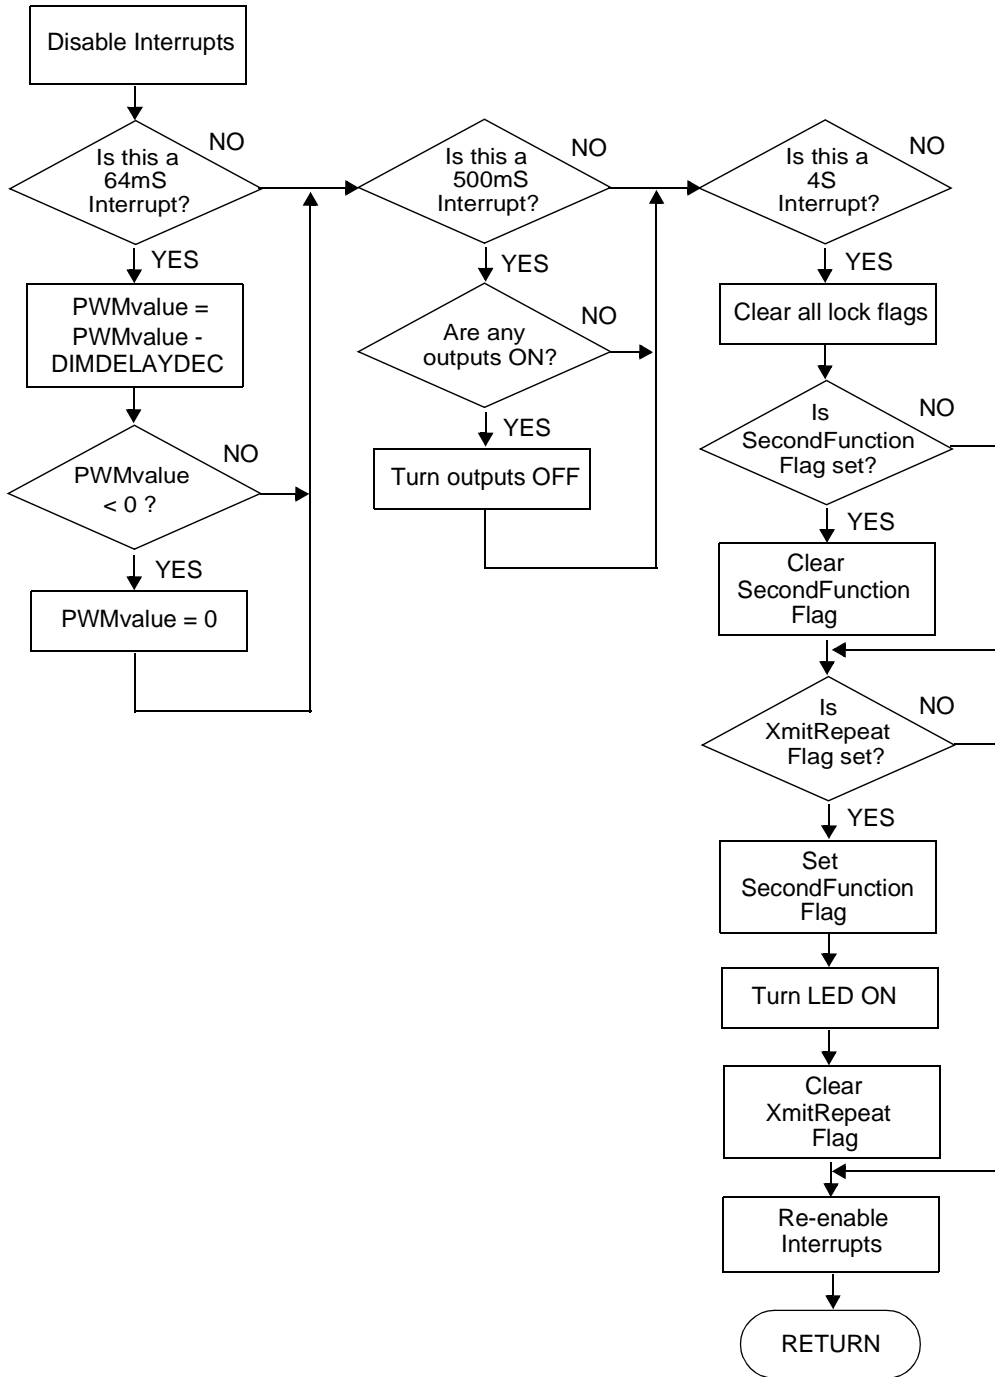 Disable Interrupts
Is this a
64mS
Interrupt?
NO
YES
PWMvalue =
PWMvalue -
DIMDELAYDEC
PWMvalue
< 0 ?
NO
YES
PWMvalue = 0
Is this a
500mS
Interrupt?
NO
YES
Are any
outputs ON?
NO
YES
Turn outputs OFF
Is this a
4S
Interrupt?
NO
YES
Clear all lock flags
Is
SecondFunction
Flag set?
NO
YES
Clear
SecondFunction
Flag
Is
XmitRepeat
Flag set?
NO
YES
Set
SecondFunction
Flag
Turn LED ON
Clear
XmitRepeat
Flag
Re-enable
Interrupts
RETURN